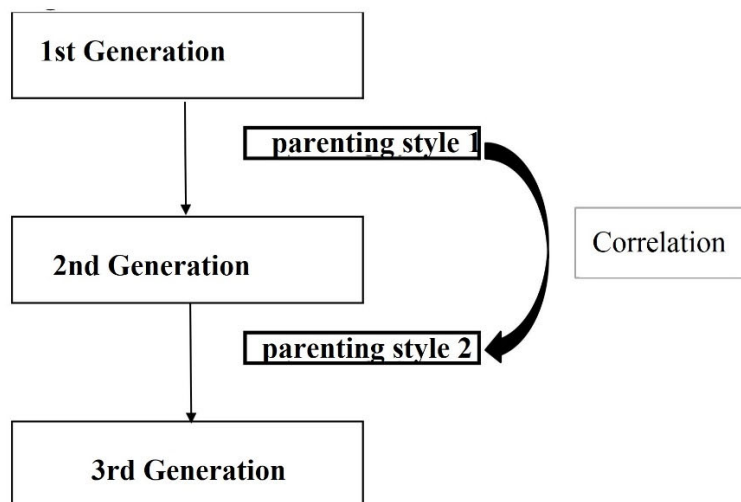 1st Generation
parenting style 1
2nd Generation
Correlation
parenting style 2
3rd Generation